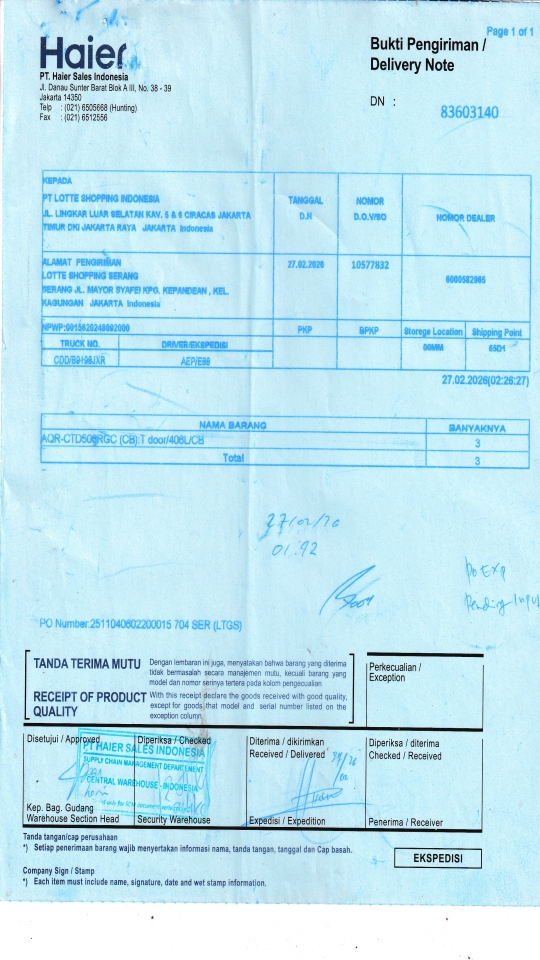 Page 1 of 1
Haier
Bukti Pengiriman /
Delivery Note
PT. Haier Sales Indonesia
Jl. Danau Sunter Barat Blok A III, No. 38 - 39
Jakarta 14350
Telp : (021) 6505668 (Hunting)
Fax : (021) 6512556
DN : 83603140
KEPADA
PT LOTTE SHOPPING INDONESIA
JL. LINGKAR LUAR SELATAN KAV. 5 & 6 CIRACAS JAKARTA
TIMUR DKI JAKARTA RAYA JAKARTA Indonesia
TANGGAL
D.N
NOMOR
D.O.V/SO
NOMOR DEALER
ALAMAT PENGIRIMAN
LOTTE SHOPPING SERANG
SERANG JL. MAYOR SYAFEI KPG. KEPANDEAN , KEL.
KAGUNGAN JAKARTA Indonesia
27.02.2026
10577832
NPWP:
PKP
BPKP
Storege Location
Shipping Point
TRUCK NO.
DRIVER/EKSPEDISI
65D1
CDD/B9198JXR
27.02.2026(02:26:27)
NAMA BARANG
BANYAKNYA
(CB):T door/406L/CB
3
Total
3
27/02/26
PO Number:2511040602200015 704 SER (LTGS)
TANDA TERIMA MUTU
Dengan lembaran ini juga, menyatakan bahwa barang yang diterima
tidak bermasalah secara manajemen mutu, kecuali barang yang
model dan nomor serinya tertera pada kolom pengecualian
RECEIPT OF PRODUCT
QUALITY
With this receipt declare the goods received with good quality,
except for goods that model and serial number listed on the
exception column
Perkecualian /
Exception
Disetujui / Approved
Diperiksa / Checked
Diterima / dikirimkan
Received / Delivered
Diperiksa / diterima
Checked / Received
PT HAIER SALES INDONESIA
SUPPLY CHAIN MANAGEMENT DEPARTEMENT
CENTRAL WAREHOUSE - INDONESIA
Kep. Bag. Gudang
Warehouse Section Head
Security Warehouse
Expedisi / Expedition
Penerima / Receiver
Tanda tangan/cap perusahaan
*) Setiap penerimaan barang wajib menyertakan informasi nama, tanda tangan, tanggal dan Cap basah.
EKSPEDISI
Company Sign / Stamp
*) Each item must include name, signature, date and wet stamp information.